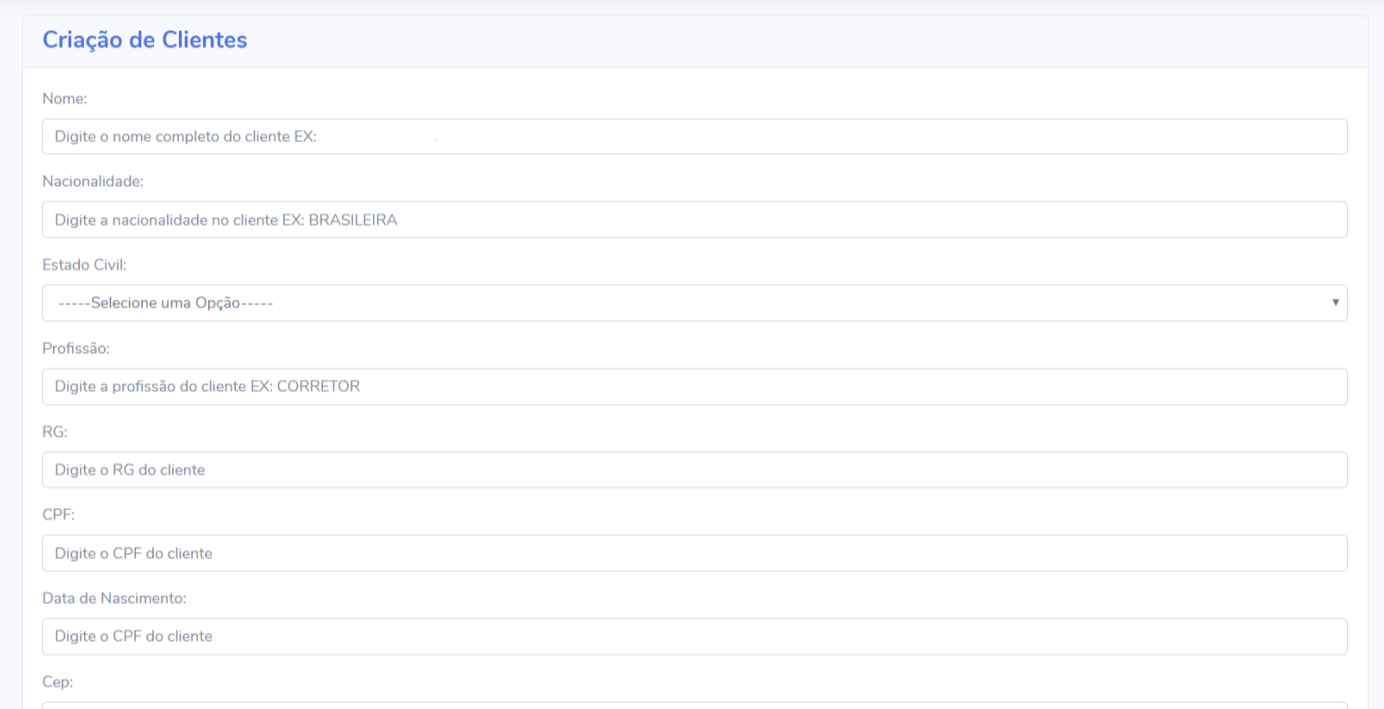 Criação de Clientes
Nome:
Digite o nome completo do cliente EX:
Nacionalidade:
Digite a nacionalidade no cliente EX: BRASILEIRA
Estado Civil:
-----Selecione uma Opção-----
Profissão:
Digite a profissão do cliente EX: CORRETOR
RG:
Digite o RG do cliente
CPF:
Digite o CPF do cliente
Data de Nascimento:
Digite o CPF do cliente
Cep: